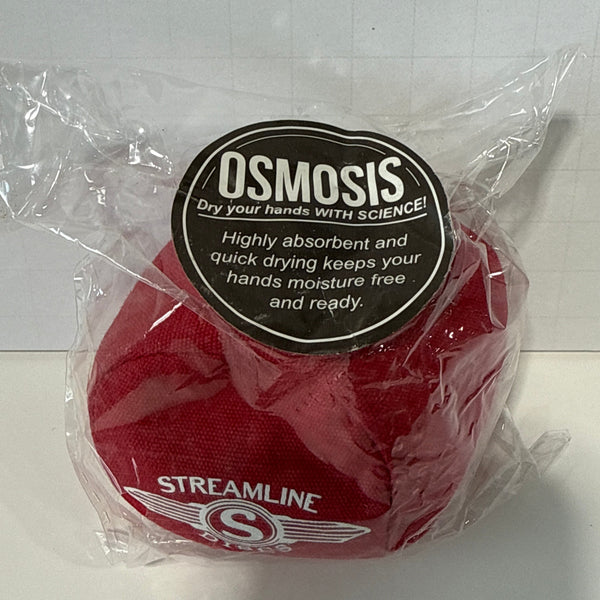 OSMOSIS
Dry your hands WITH SCIENCE!
Highly absorbent and
quick drying keeps your
hands moisture free
and ready.
STREAMLINE
S
DISCS